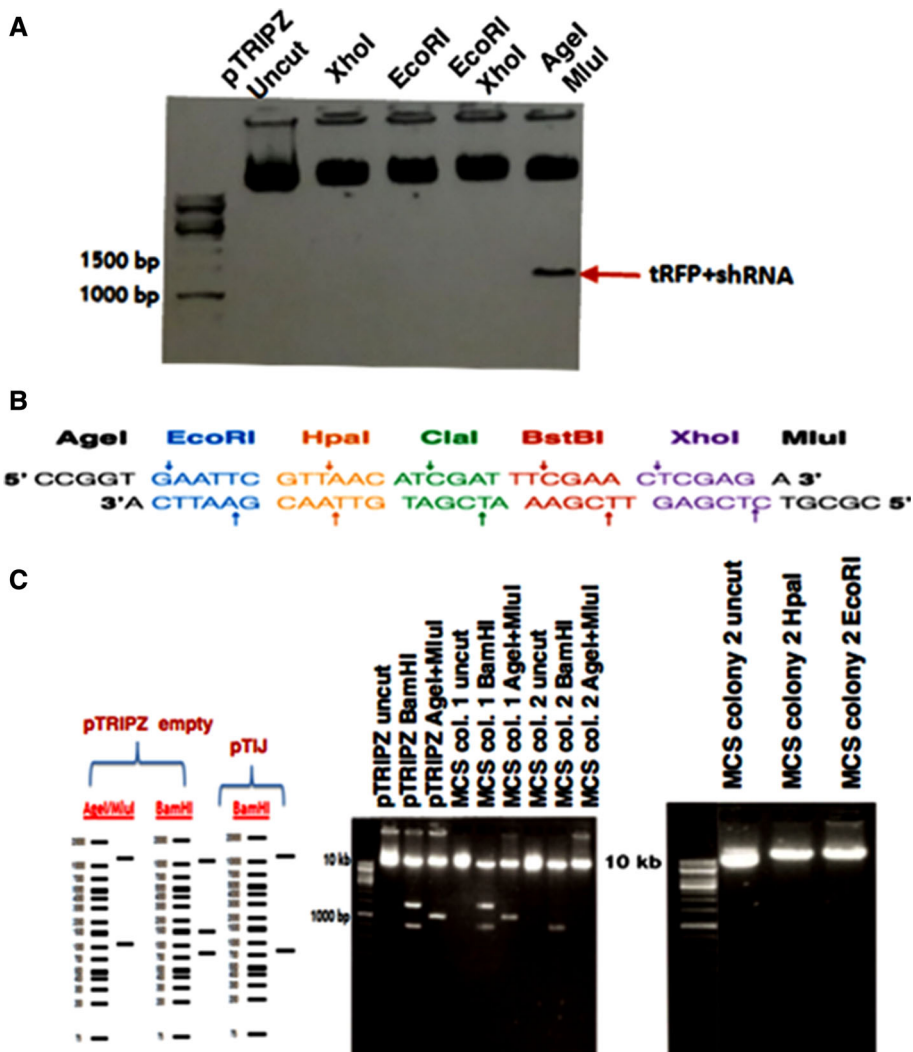 A
pTRIPZ
Uncut
XhoI
EcoRI
EcoRI
XhoI
AgeI
MluI
1500 bp
1000 bp
tRFP+shRNA
B
AgeI EcoRI HpaI ClaI BstBI XhoI MluI
5' CCGGT GAATTC GTTAAC ATCGAT TTCGAA CTCGAG A 3'
3'A CTTAAG CAATTG TAGCTA AAGCTT GAGCTC TGCGC 5'
C
pTRIPZ empty
pTIJ
AgeI/MluI
BamHI
BamHI
pTRIPZ uncut
pTRIPZ BamHI
pTRIPZ AgeI+MluI
MCS col. 1 uncut
MCS col. 1 BamHI
MCS col. 1 AgeI+MluI
MCS col. 2 uncut
MCS col. 2 BamHI
MCS col. 2 AgeI+MluI
10 kb
1000 bp
MCS colony 2 uncut
MCS colony 2 HpaI
MCS colony 2 EcoRI
10 kb